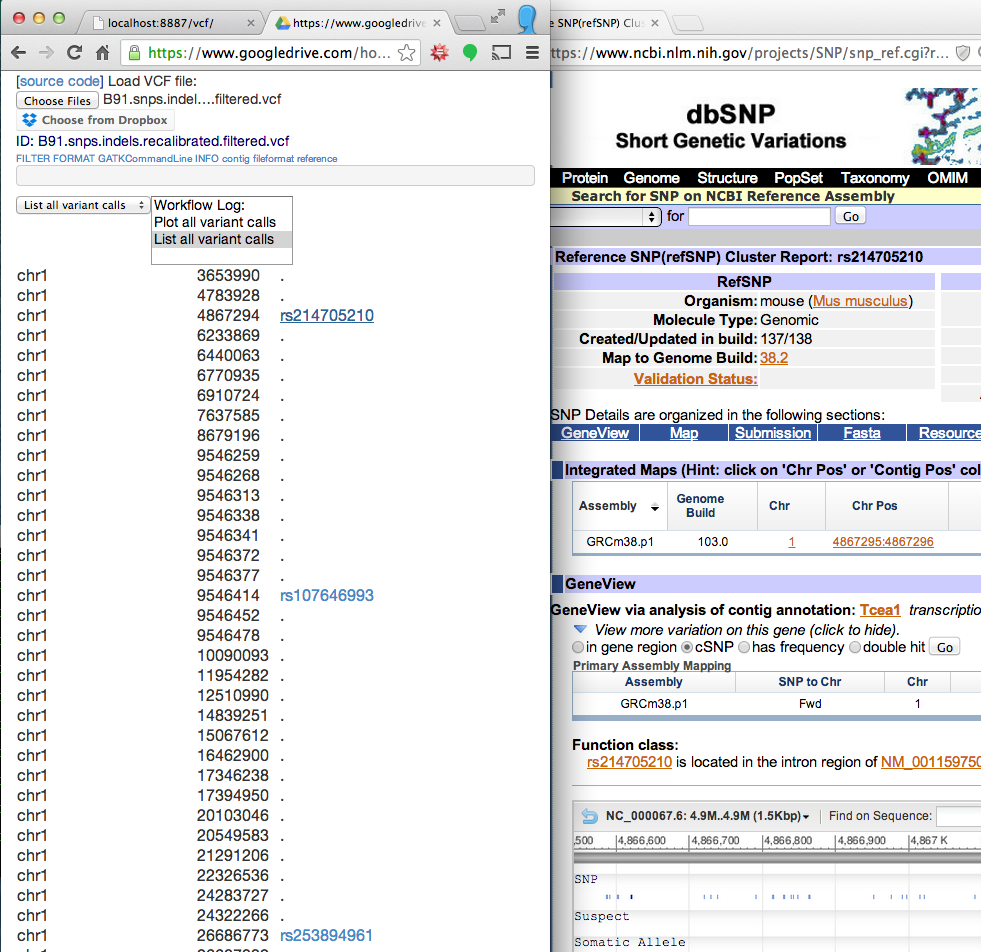 localhost:8887/vcf/
https://www.googledrive
https://www.googledrive.com/ho...
[source code] Load VCF file:
Choose Files B91.snps.indel....filtered.vcf
Choose from Dropbox
ID: B91.snps.indels.recalibrated.filtered.vcf
FILTER FORMAT GATKCommandLine INFO contig fileformat reference
List all variant calls
Workflow Log:
Plot all variant calls
List all variant calls
chr1 3653990 .
chr1 4783928 .
chr1 4867294 rs214705210
chr1 6233869 .
chr1 6440063 .
chr1 6770935 .
chr1 6910724 .
chr1 7637585 .
chr1 8679196 .
chr1 9546259 .
chr1 9546268 .
chr1 9546313 .
chr1 9546338 .
chr1 9546341 .
chr1 9546372 .
chr1 9546377 .
chr1 9546414 rs107646993
chr1 9546452 .
chr1 9546478 .
chr1 10090093 .
chr1 11954282 .
chr1 12510990 .
chr1 14839251 .
chr1 15067612 .
chr1 16462900 .
chr1 17346238 .
chr1 17394950 .
chr1 20103046 .
chr1 20549583 .
chr1 21291206 .
chr1 22326536 .
chr1 24283727 .
chr1 24322266 .
chr1 26686773 rs253894961
e SNP(refSNP) Clus
ttps://www.ncbi.nlm.nih.gov/projects/SNP/snp_ref.cgi?r...
dbSNP
Short Genetic Variations
Protein Genome Structure PopSet Taxonomy OMIM
Search for SNP on NCBI Reference Assembly
for Go
Reference SNP(refSNP) Cluster Report: rs214705210
RefSNP
Organism: mouse (Mus musculus)
Molecule Type: Genomic
Created/Updated in build: 137/138
Map to Genome Build: 38.2
Validation Status:
SNP Details are organized in the following sections:
GeneView Map Submission Fasta Resource
Integrated Maps (Hint: click on 'Chr Pos' or 'Contig Pos' col
Assembly Genome Build Chr Chr Pos
GRCm38.p1 103.0 1 4867295:4867296
GeneView
GeneView via analysis of contig annotation: Tcea1 transcriptio
View more variation on this gene (click to hide).
in gene region cSNP has frequency double hit Go
Primary Assembly Mapping
Assembly SNP to Chr Chr
GRCm38.p1 Fwd 1
Function class:
rs214705210 is located in the intron region of NM_001159750
NC_000067.6: 4.9M..4.9M (1.5Kbp) Find on Sequence:
,500 4,866,600 4,866,700 4,866,800 4,866,900 4,867 K
SNP
Suspect
Somatic Allele